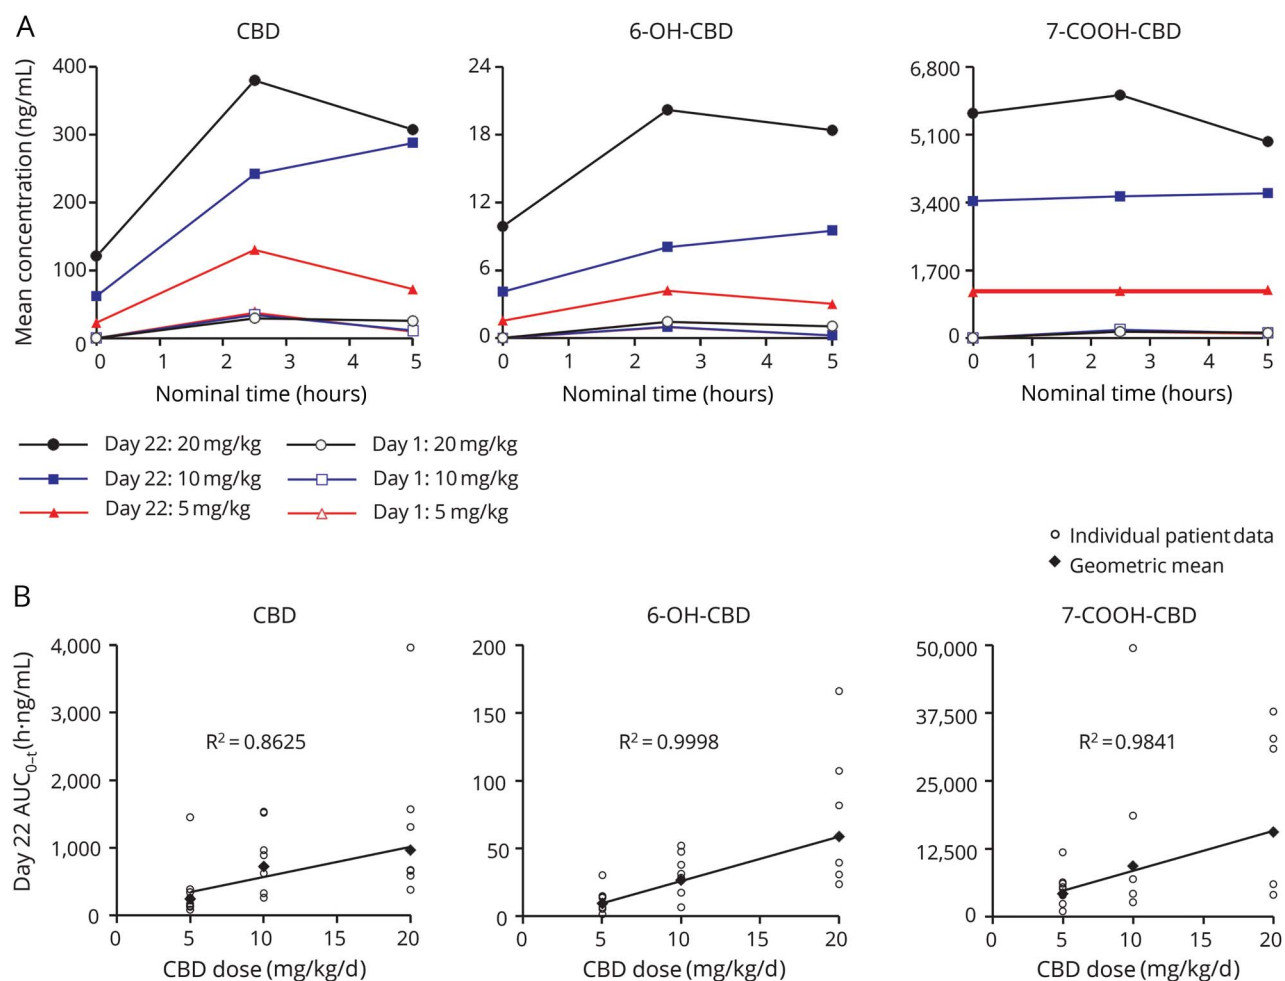 A
CBD
6-OH-CBD
7-COOH-CBD
Mean concentration (ng/mL)
400
300
200
100
0
0 1 2 3 4 5
Nominal time (hours)
24
18
12
6
0
0 1 2 3 4 5
Nominal time (hours)
6,800
5,100
3,400
1,700
0
0 1 2 3 4 5
Nominal time (hours)
Day 22: 20 mg/kg
Day 1: 20 mg/kg
Day 22: 10 mg/kg
Day 1: 10 mg/kg
Day 22: 5 mg/kg
Day 1: 5 mg/kg
Individual patient data
Geometric mean
B
CBD
6-OH-CBD
7-COOH-CBD
Day 22 AUC₀₋ₜ (h·ng/mL)
4,000
3,000
2,000
1,000
0
R² = 0.8625
0 5 10 15 20
CBD dose (mg/kg/d)
200
150
100
50
0
R² = 0.9998
0 5 10 15 20
CBD dose (mg/kg/d)
50,000
37,500
25,000
12,500
0
R² = 0.9841
0 5 10 15 20
CBD dose (mg/kg/d)